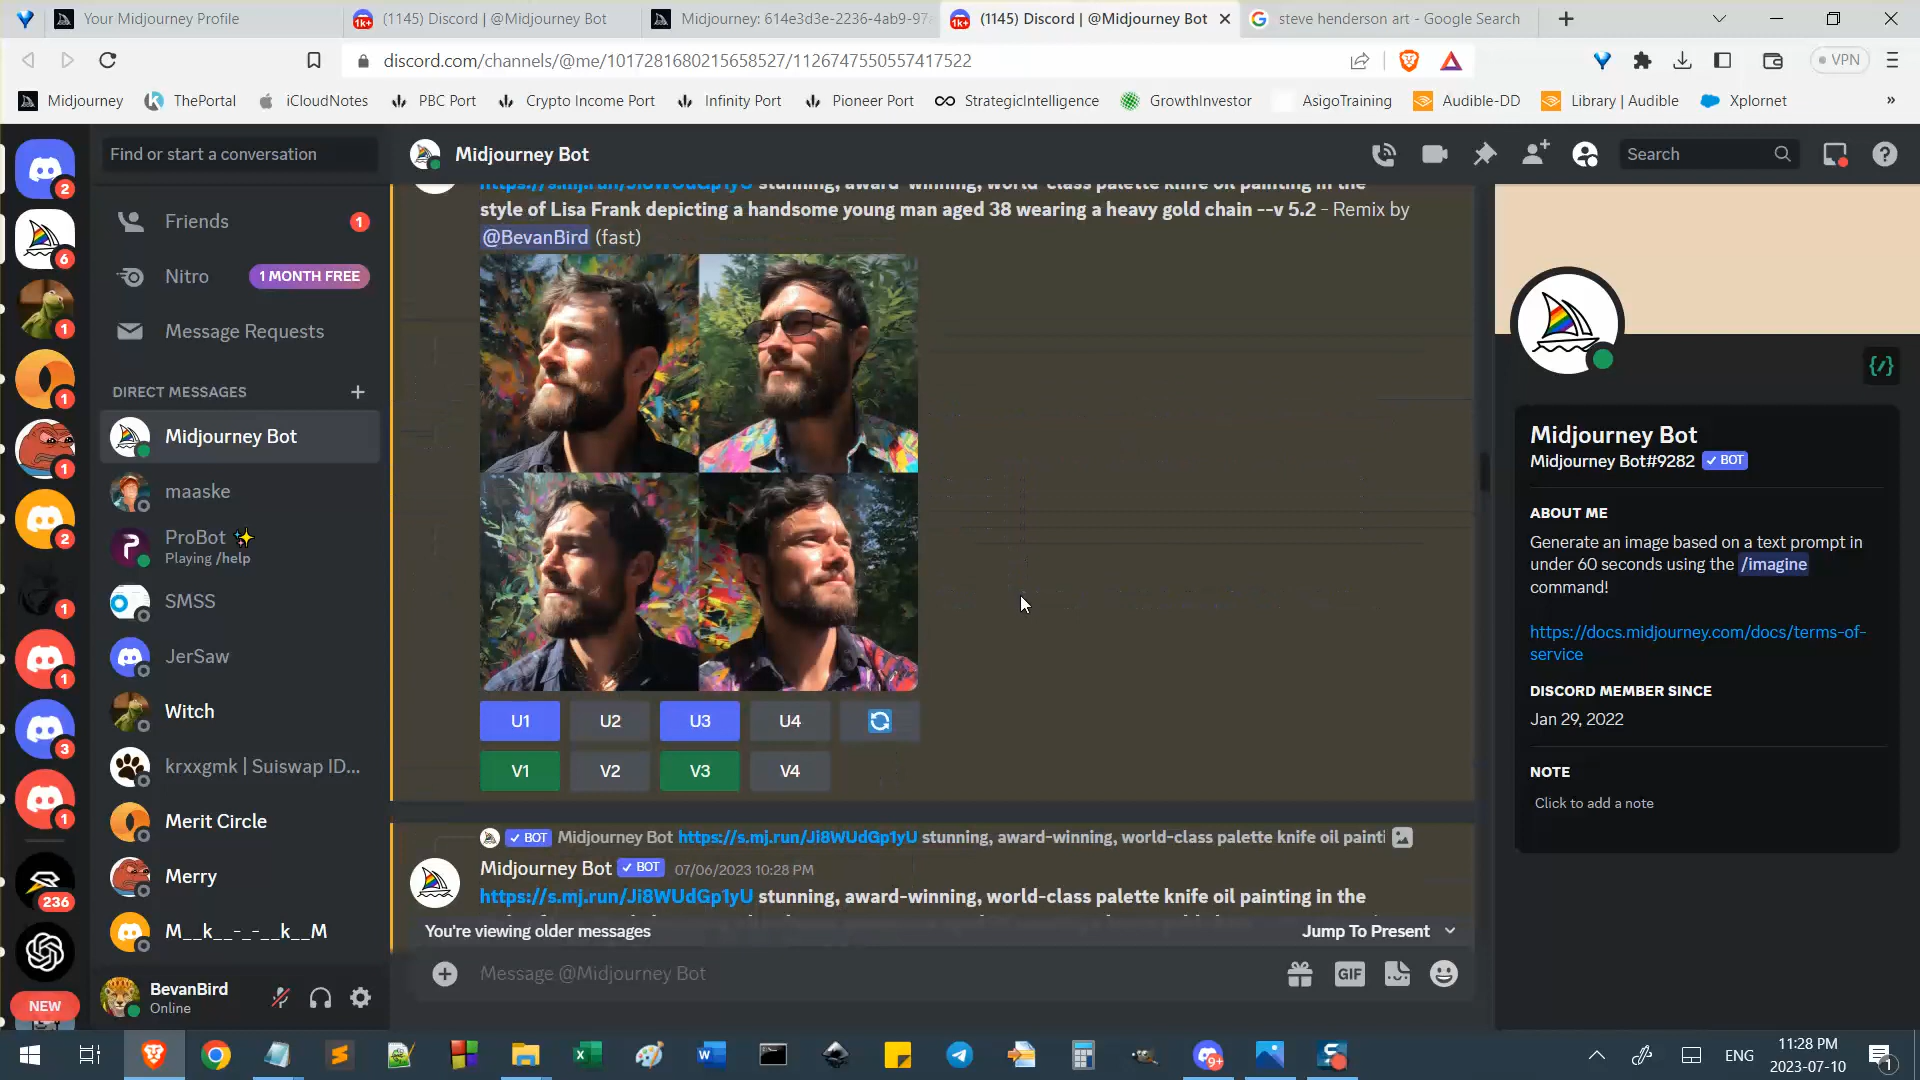 Your Midjourney Profile
(1145) Discord | @Midjourney Bot
Midjourney: 614e3d3e-2236-4ab9-97
(1145) Discord | @Midjourney Bot
steve henderson art - Google Search
discord.com/channels/@me/1017281680215658527/1126747550557417522
VPN
Midjourney
ThePortal
iCloudNotes
PBC Port
Crypto Income Port
Infinity Port
Pioneer Port
StrategicIntelligence
GrowthInvestor
AsigoTraining
Audible-DD
Library | Audible
Xplornet
»
Find or start a conversation
Midjourney Bot
Search
Friends
1
Nitro
1 MONTH FREE
Message Requests
DIRECT MESSAGES
Midjourney Bot
maaske
ProBot ✨
Playing /help
SMSS
JerSaw
Witch
krxxgmk | Suiswap ID...
Merit Circle
Merry
M__k__-_-__k__M
BevanBird
Online
2
6
1
1
1
2
1
1
3
1
236
NEW
https://s.mj.run/Ji8WUdGp1yU stunning, award-winning, world-class palette knife oil painting in the
style of Lisa Frank depicting a handsome young man aged 38 wearing a heavy gold chain --v 5.2 - Remix by
@BevanBird (fast)
U1
U2
U3
U4
V1
V2
V3
V4
BOT Midjourney Bot https://s.mj.run/Ji8WUdGp1yU stunning, award-winning, world-class palette knife oil painti
Midjourney Bot BOT 07/06/2023 10:28 PM
https://s.mj.run/Ji8WUdGp1yU stunning, award-winning, world-class palette knife oil painting in the
You're viewing older messages
Jump To Present
Message @Midjourney Bot
GIF
Midjourney Bot
Midjourney Bot#9282 BOT
ABOUT ME
Generate an image based on a text prompt in
under 60 seconds using the /imagine
command!
https://docs.midjourney.com/docs/terms-of-
service
DISCORD MEMBER SINCE
Jan 29, 2022
NOTE
Click to add a note
ENG
11:28 PM
2023-07-10
1